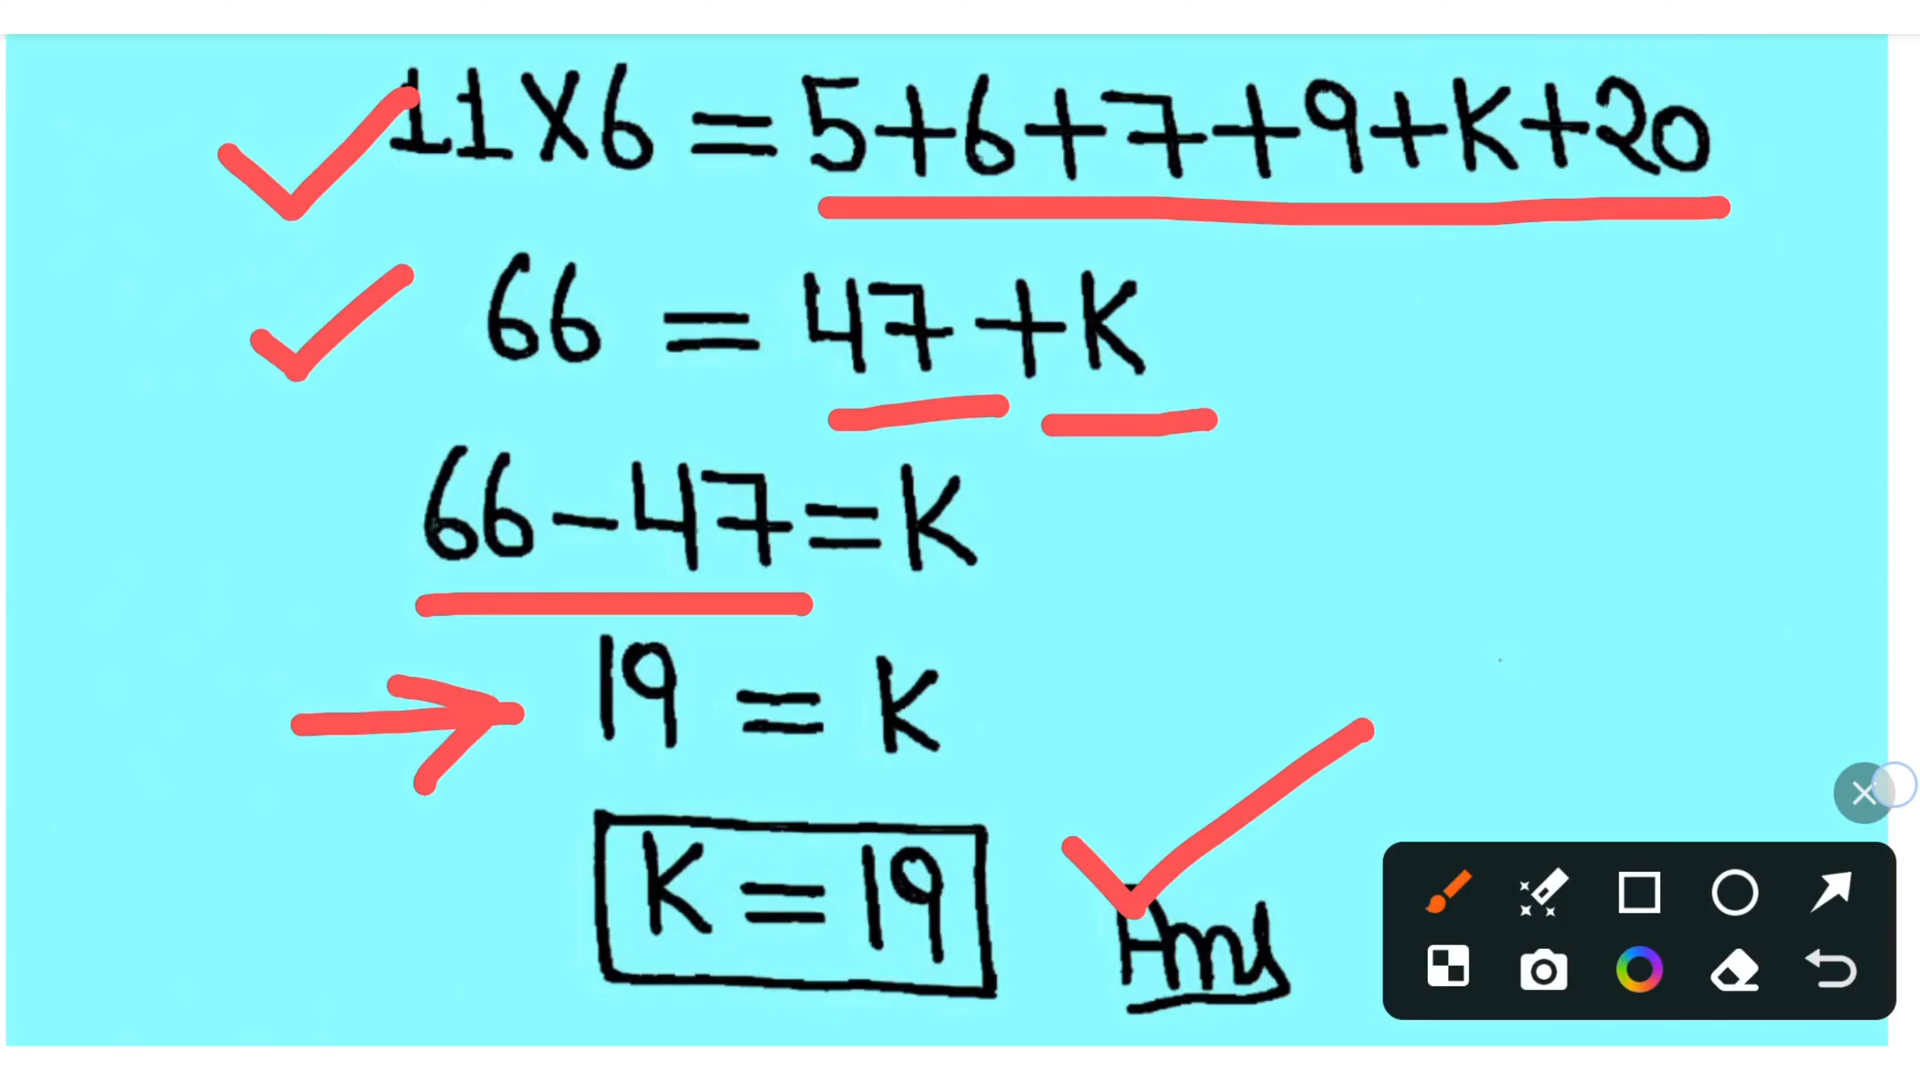 11X6 = 5+6+7+9+K+20
66 = 47+K
66-47=K
19 = K
K = 19
Ans